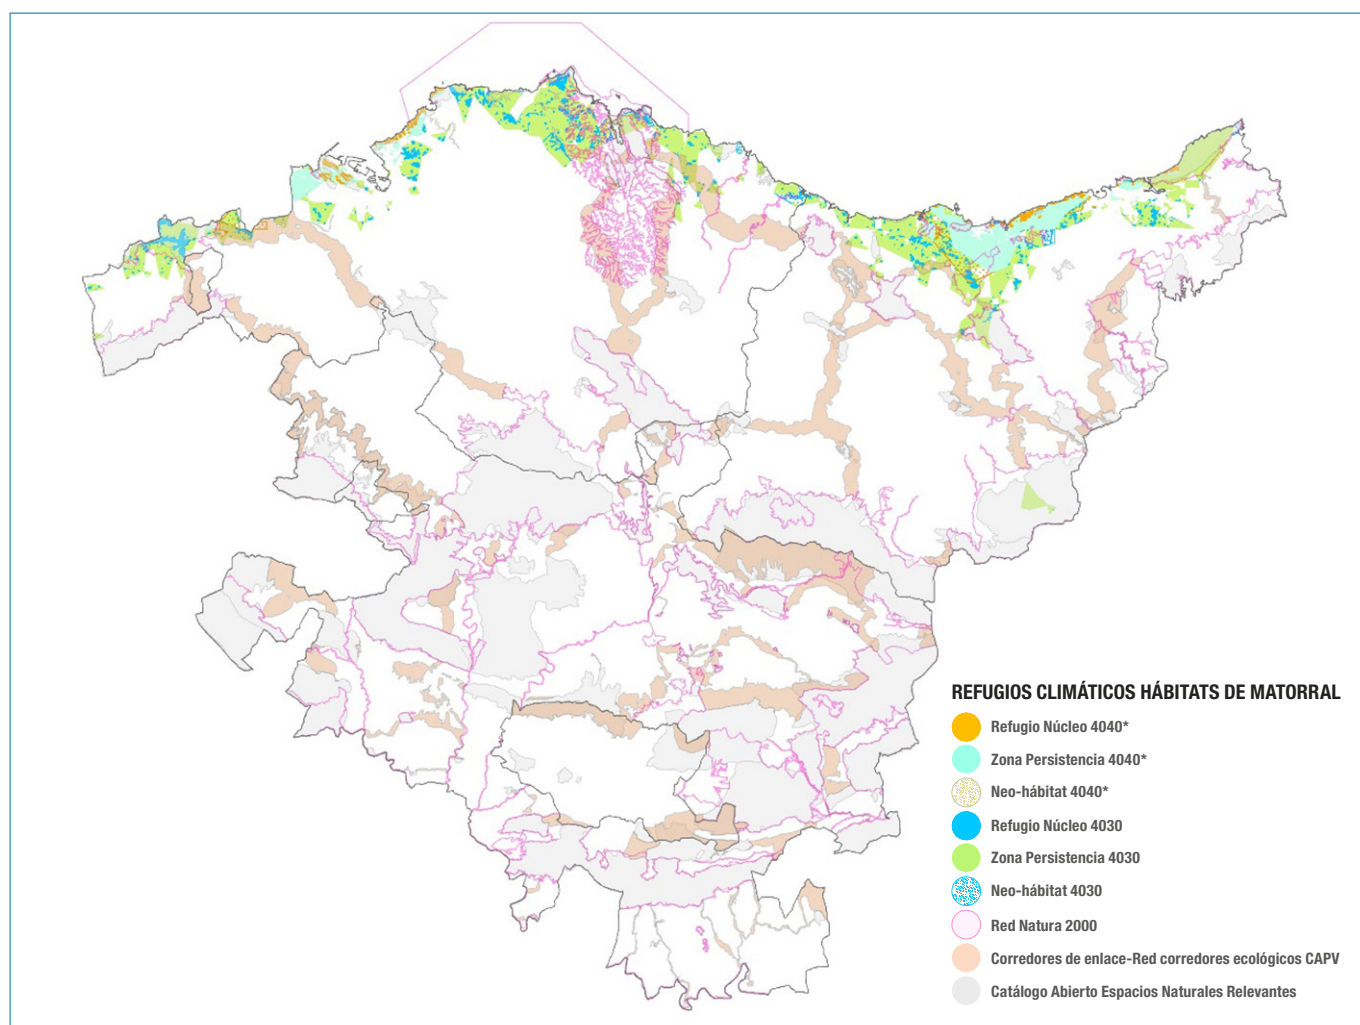 REFUGIOS CLIMÁTICOS HÁBITATS DE MATORRAL
Refugio Núcleo 4040*
Zona Persistencia 4040*
Neo-hábitat 4040*
Refugio Núcleo 4030
Zona Persistencia 4030
Neo-hábitat 4030
Red Natura 2000
Corredores de enlace-Red corredores ecológicos CAPV
Catálogo Abierto Espacios Naturales Relevantes